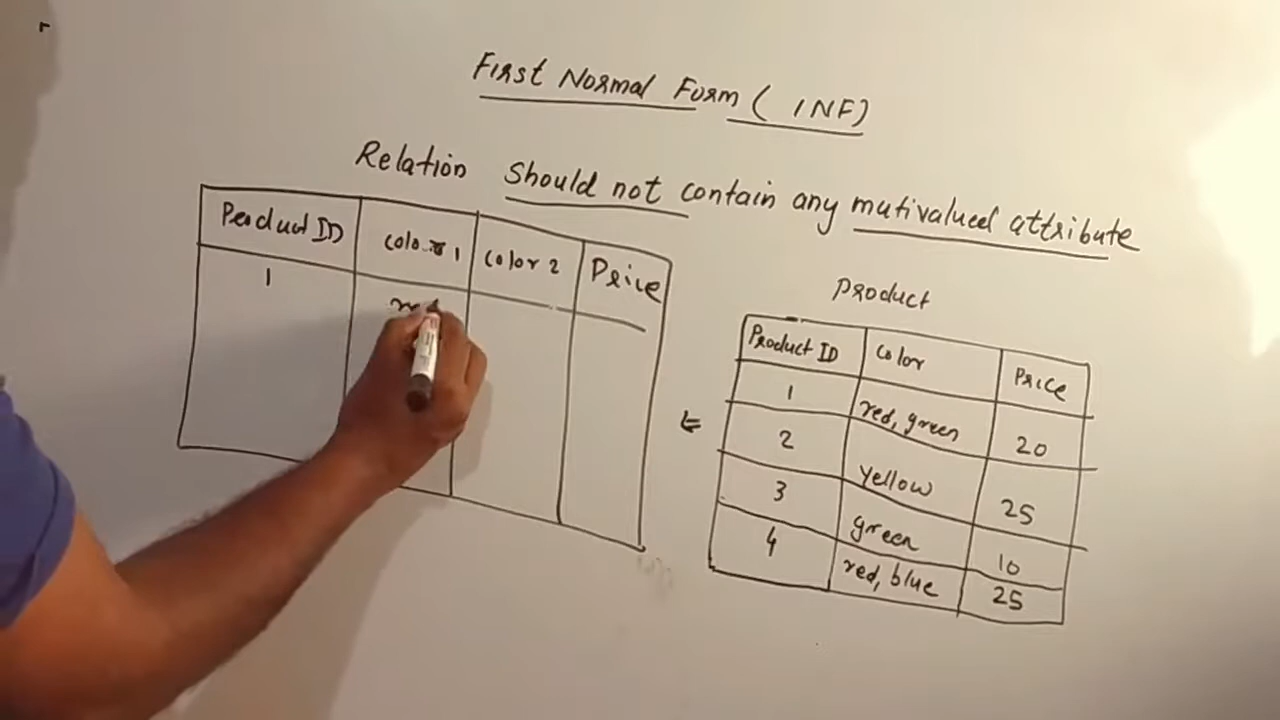 First Normal Form ( 1NF)
Relation should not contain any mutivalued attribute
Product ID color 1 color 2 Price
1
Product
Product ID color Price
1 red, green 20
2 yellow 25
3 green 10
4 red, blue 25